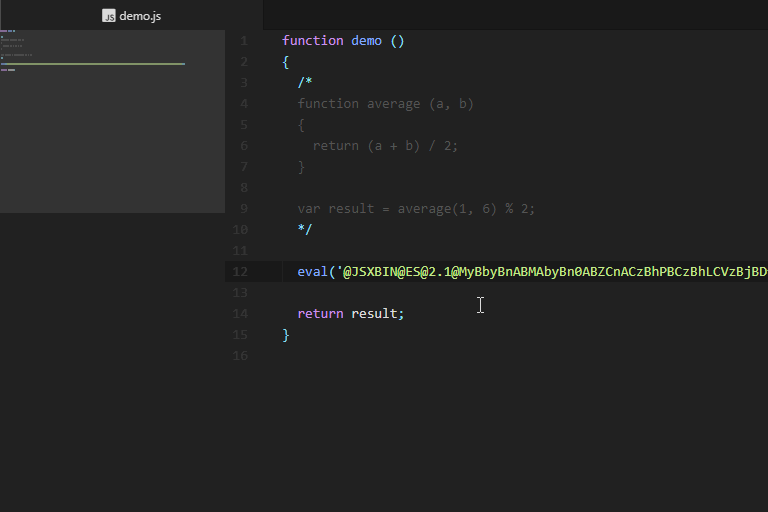 JS demo.js
1 function demo ()
2 {
3 /*
4 function average (a, b)
5 {
6 return (a + b) / 2;
7 }
8
9 var result = average(1, 6) % 2;
10 */
11
12 eval('@JSXBIN@ES@2.1@MyBbyBnABMAbyBn0ABZCnACzBhPBCzBhLCVzBjBD
13
14 return result;
15 }
16